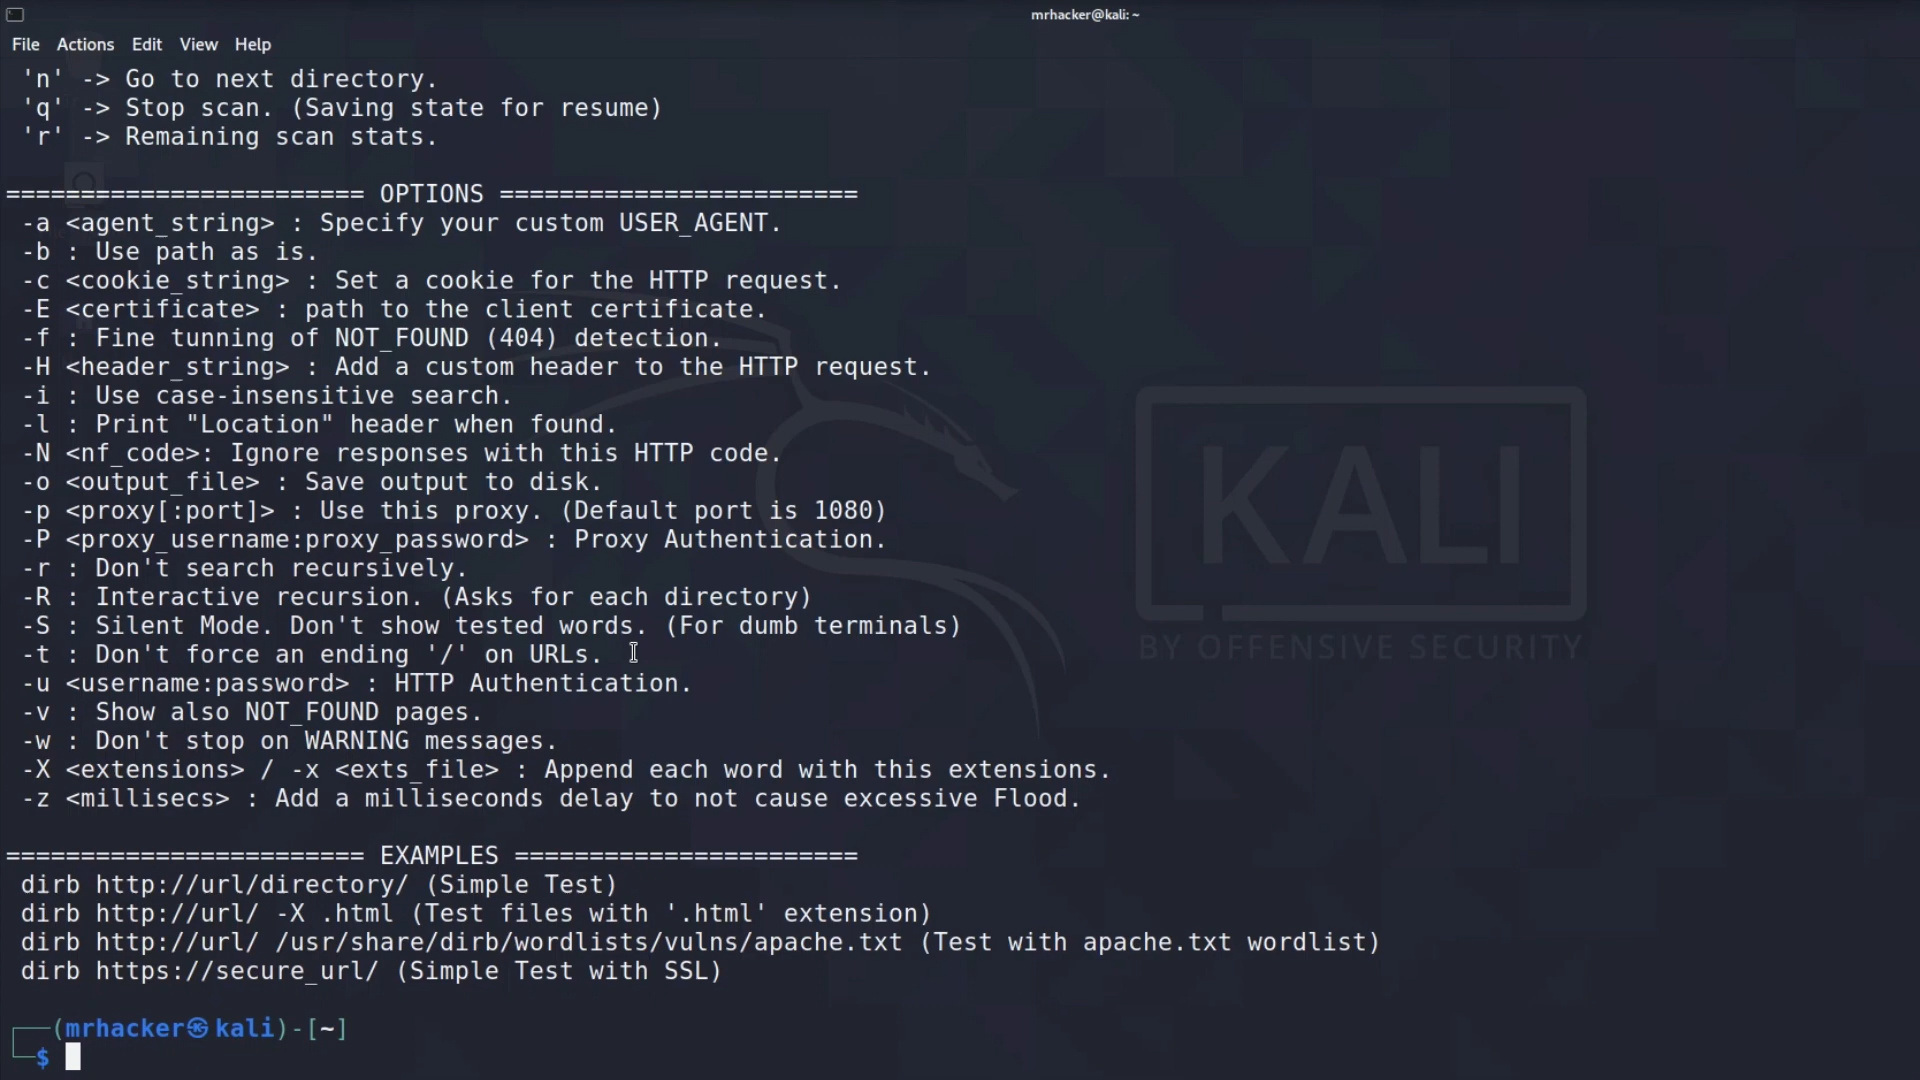 mrhacker@kali: ~
File Actions Edit View Help
'n' -> Go to next directory.
'q' -> Stop scan. (Saving state for resume)
'r' -> Remaining scan stats.
======================== OPTIONS ========================
-a <agent_string> : Specify your custom USER_AGENT.
-b : Use path as is.
-c <cookie_string> : Set a cookie for the HTTP request.
-E <certificate> : path to the client certificate.
-f : Fine tunning of NOT_FOUND (404) detection.
-H <header_string> : Add a custom header to the HTTP request.
-i : Use case-insensitive search.
-l : Print "Location" header when found.
-N <nf_code>: Ignore responses with this HTTP code.
-o <output_file> : Save output to disk.
-p <proxy[:port]> : Use this proxy. (Default port is 1080)
-P <proxy_username:proxy_password> : Proxy Authentication.
-r : Don't search recursively.
-R : Interactive recursion. (Asks for each directory)
-S : Silent Mode. Don't show tested words. (For dumb terminals)
-t : Don't force an ending '/' on URLs.
-u <username:password> : HTTP Authentication.
-v : Show also NOT_FOUND pages.
-w : Don't stop on WARNING messages.
-X <extensions> / -x <exts_file> : Append each word with this extensions.
-z <millisecs> : Add a milliseconds delay to not cause excessive Flood.
======================== EXAMPLES =======================
dirb http://url/directory/ (Simple Test)
dirb http://url/ -X .html (Test files with '.html' extension)
dirb http://url/ /usr/share/dirb/wordlists/vulns/apache.txt (Test with apache.txt wordlist)
dirb https://secure_url/ (Simple Test with SSL)
┌──(mrhacker㉿kali)-[~]
└─$
KALI
BY OFFENSIVE SECURITY